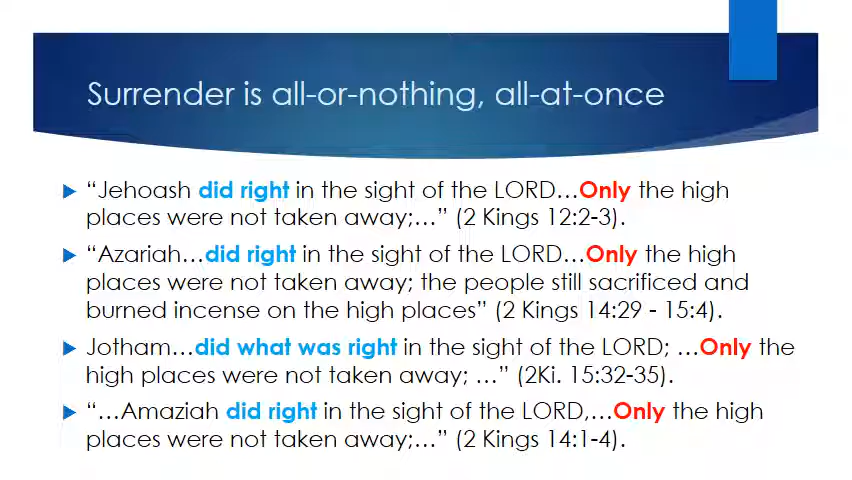 Surrender is all-or-nothing, all-at-once
“Jehoash did right in the sight of the LORD…Only the high
places were not taken away;…” (2 Kings 12:2-3).
“Azariah…did right in the sight of the LORD…Only the high
places were not taken away; the people still sacrificed and
burned incense on the high places” (2 Kings 14:29 - 15:4).
Jotham…did what was right in the sight of the LORD; …Only the
high places were not taken away; …” (2Ki. 15:32-35).
“…Amaziah did right in the sight of the LORD,…Only the high
places were not taken away;…” (2 Kings 14:1-4).